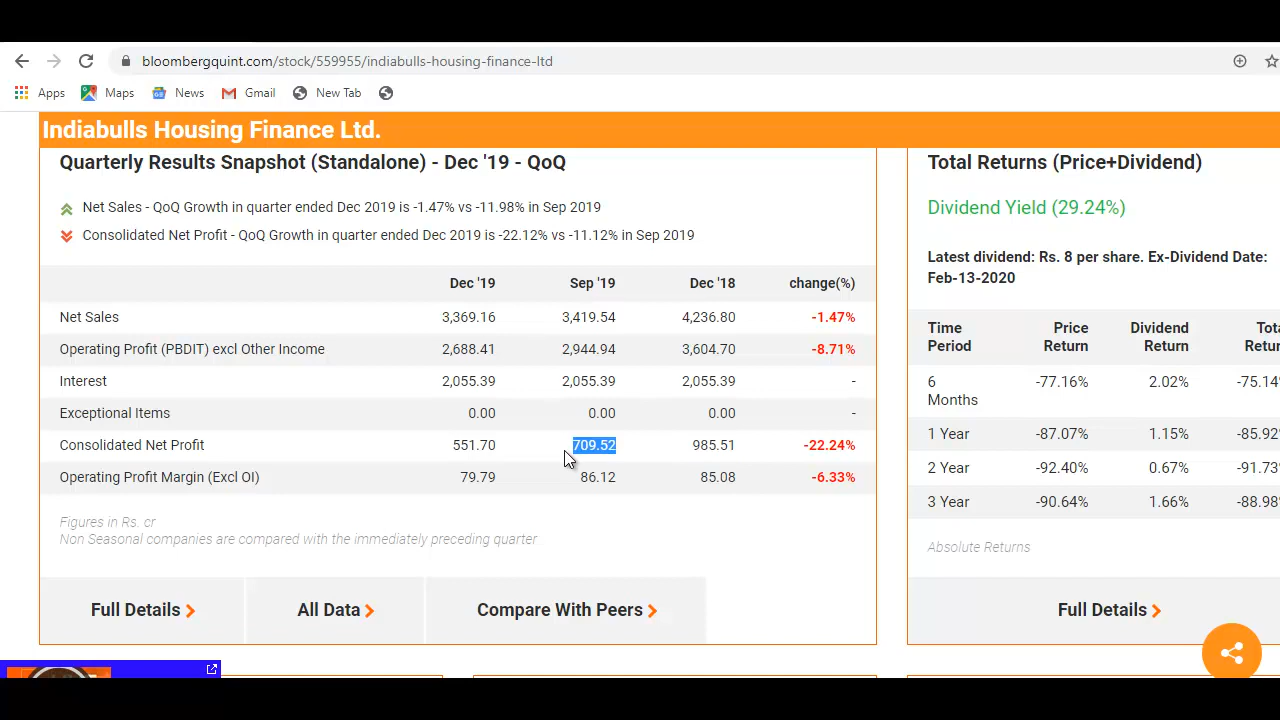 bloombergquint.com/stock/559955/indiabulls-housing-finance-ltd
Apps Maps News Gmail New Tab
Indiabulls Housing Finance Ltd.
Quarterly Results Snapshot (Standalone) - Dec '19 - QoQ
Net Sales - QoQ Growth in quarter ended Dec 2019 is -1.47% vs -11.98% in Sep 2019
Consolidated Net Profit - QoQ Growth in quarter ended Dec 2019 is -22.12% vs -11.12% in Sep 2019
Dec '19 Sep '19 Dec '18 change(%)
Net Sales 3,369.16 3,419.54 4,236.80 -1.47%
Operating Profit (PBDIT) excl Other Income 2,688.41 2,944.94 3,604.70 -8.71%
Interest 2,055.39 2,055.39 2,055.39 -
Exceptional Items 0.00 0.00 0.00 -
Consolidated Net Profit 551.70 709.52 985.51 -22.24%
Operating Profit Margin (Excl OI) 79.79 86.12 85.08 -6.33%
Figures in Rs. cr
Non Seasonal companies are compared with the immediately preceding quarter
Full Details All Data Compare With Peers
Total Returns (Price+Dividend)
Dividend Yield (29.24%)
Latest dividend: Rs. 8 per share. Ex-Dividend Date:
Feb-13-2020
Time Price Dividend Tota
Period Return Return Retur
6 -77.16% 2.02% -75.14
Months
1 Year -87.07% 1.15% -85.92
2 Year -92.40% 0.67% -91.73
3 Year -90.64% 1.66% -88.98
Absolute Returns
Full Details